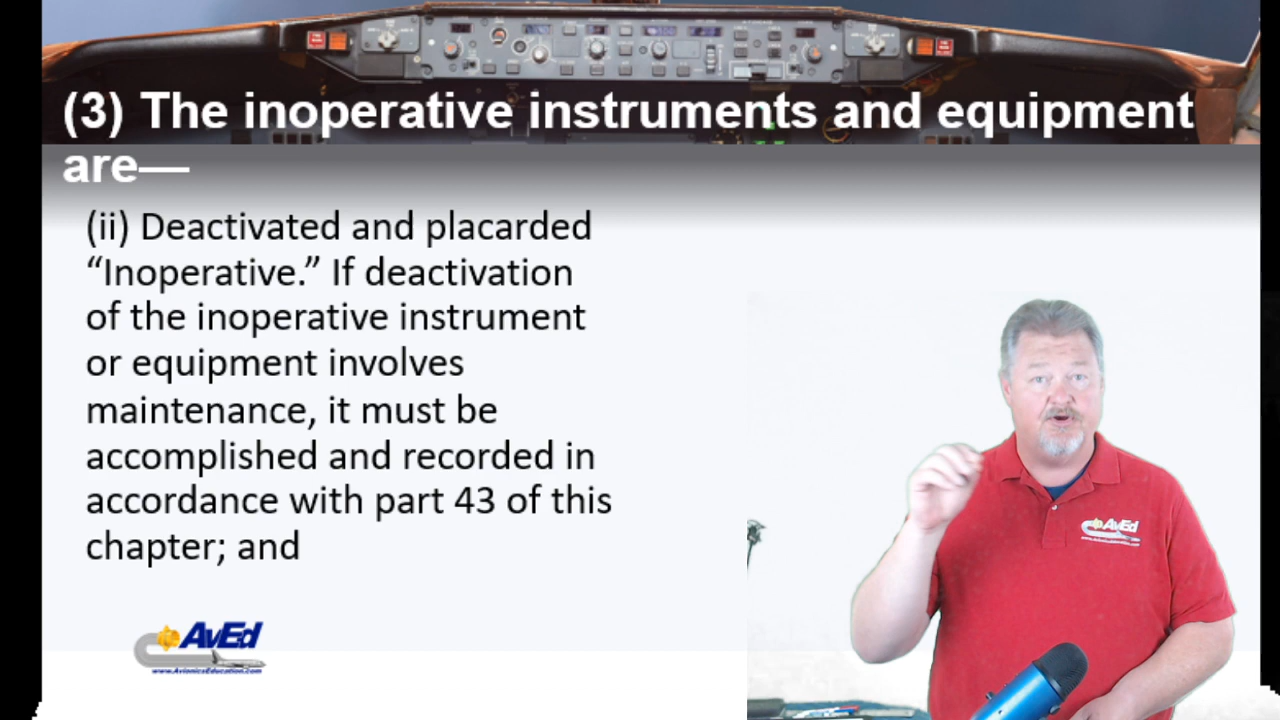 (3) The inoperative instruments and equipment
are—
(ii) Deactivated and placarded
“Inoperative.” If deactivation
of the inoperative instrument
or equipment involves
maintenance, it must be
accomplished and recorded in
accordance with part 43 of this
chapter; and
AvEd
www.AvionicsEducation.com
AvEd